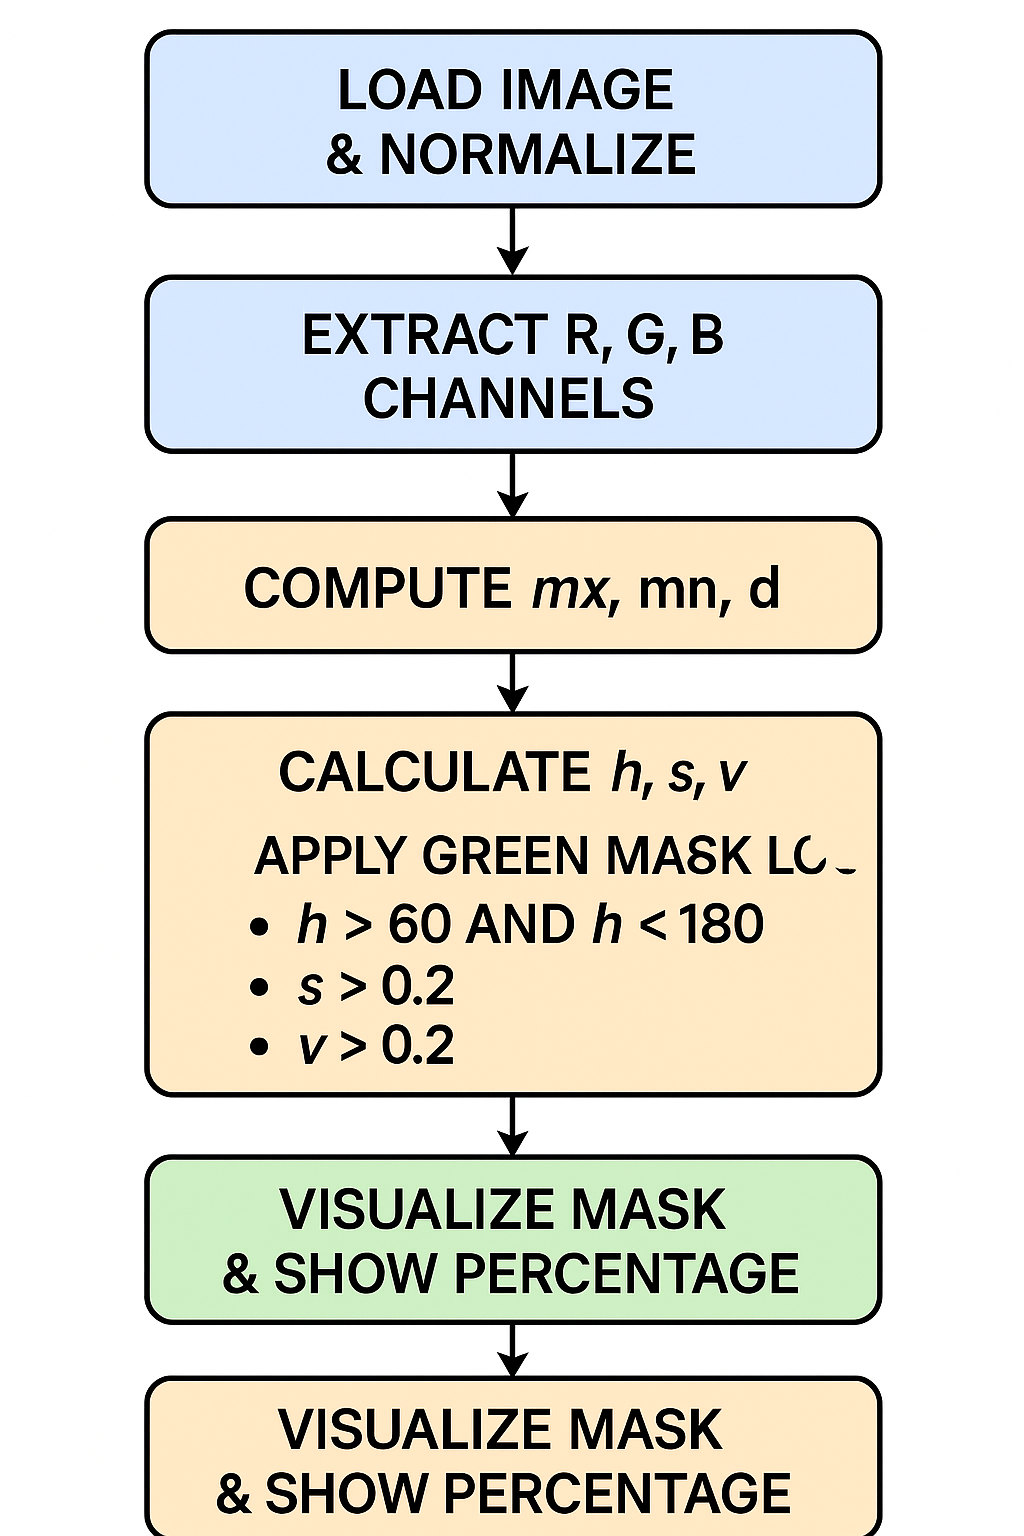 LOAD IMAGE
& NORMALIZE
EXTRACT R, G, B
CHANNELS
COMPUTE mx, mn, d
CALCULATE h, s, v
APPLY GREEN MASK
• h > 60 AND h < 180
• s > 0.2
• v > 0.2
VISUALIZE MASK
& SHOW PERCENTAGE
VISUALIZE MASK
& SHOW PERCENTAGE